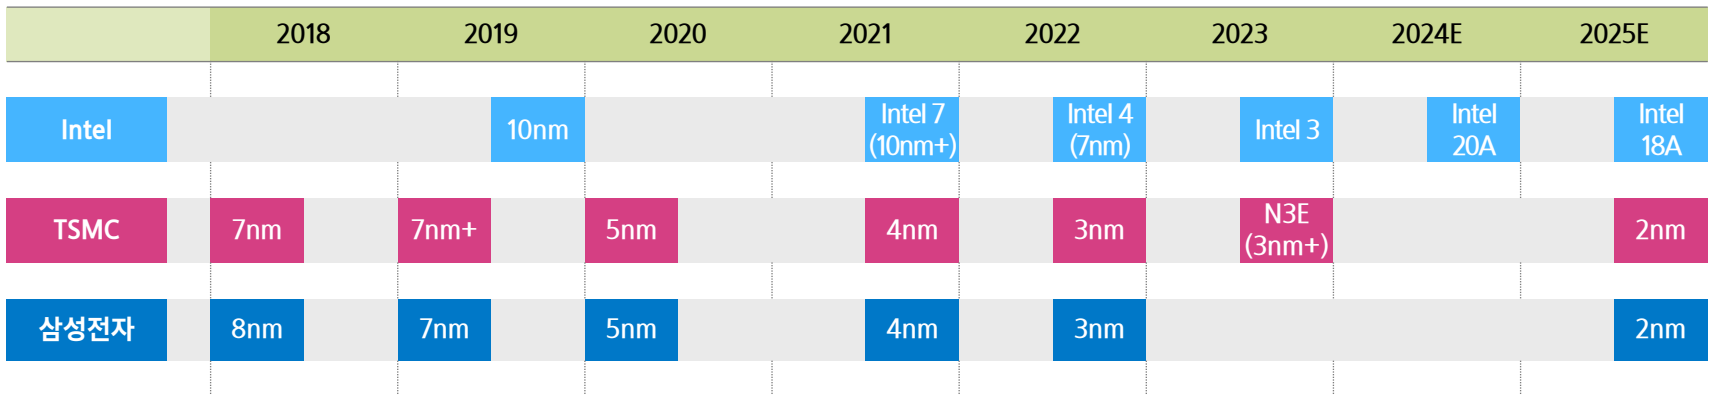 2018 2019 2020 2021 2022 2023 2024E 2025E
Intel 10nm Intel 7 (10nm+) Intel 4 (7nm) Intel 3 Intel 20A Intel 18A
TSMC 7nm 7nm+ 5nm 4nm 3nm N3E (3nm+) 2nm
삼성전자 8nm 7nm 5nm 4nm 3nm 2nm